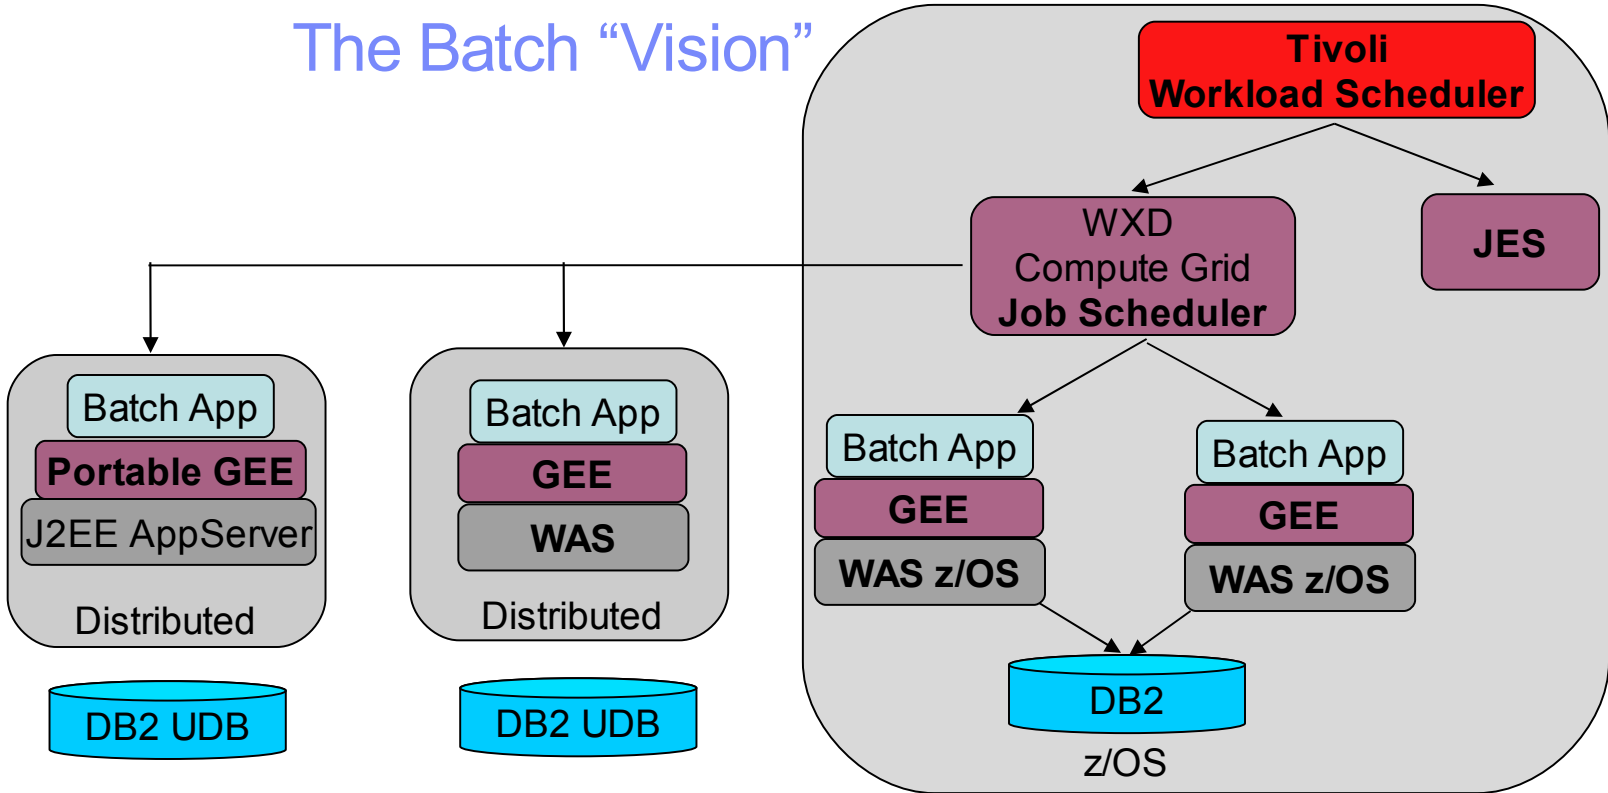 The Batch “Vision”
Tivoli
Workload Scheduler
WXD
Compute Grid
Job Scheduler
JES
Batch App
Portable GEE
J2EE AppServer
Distributed
DB2 UDB
Batch App
GEE
WAS
Distributed
DB2 UDB
Batch App
GEE
WAS z/OS
Batch App
GEE
WAS z/OS
DB2
z/OS